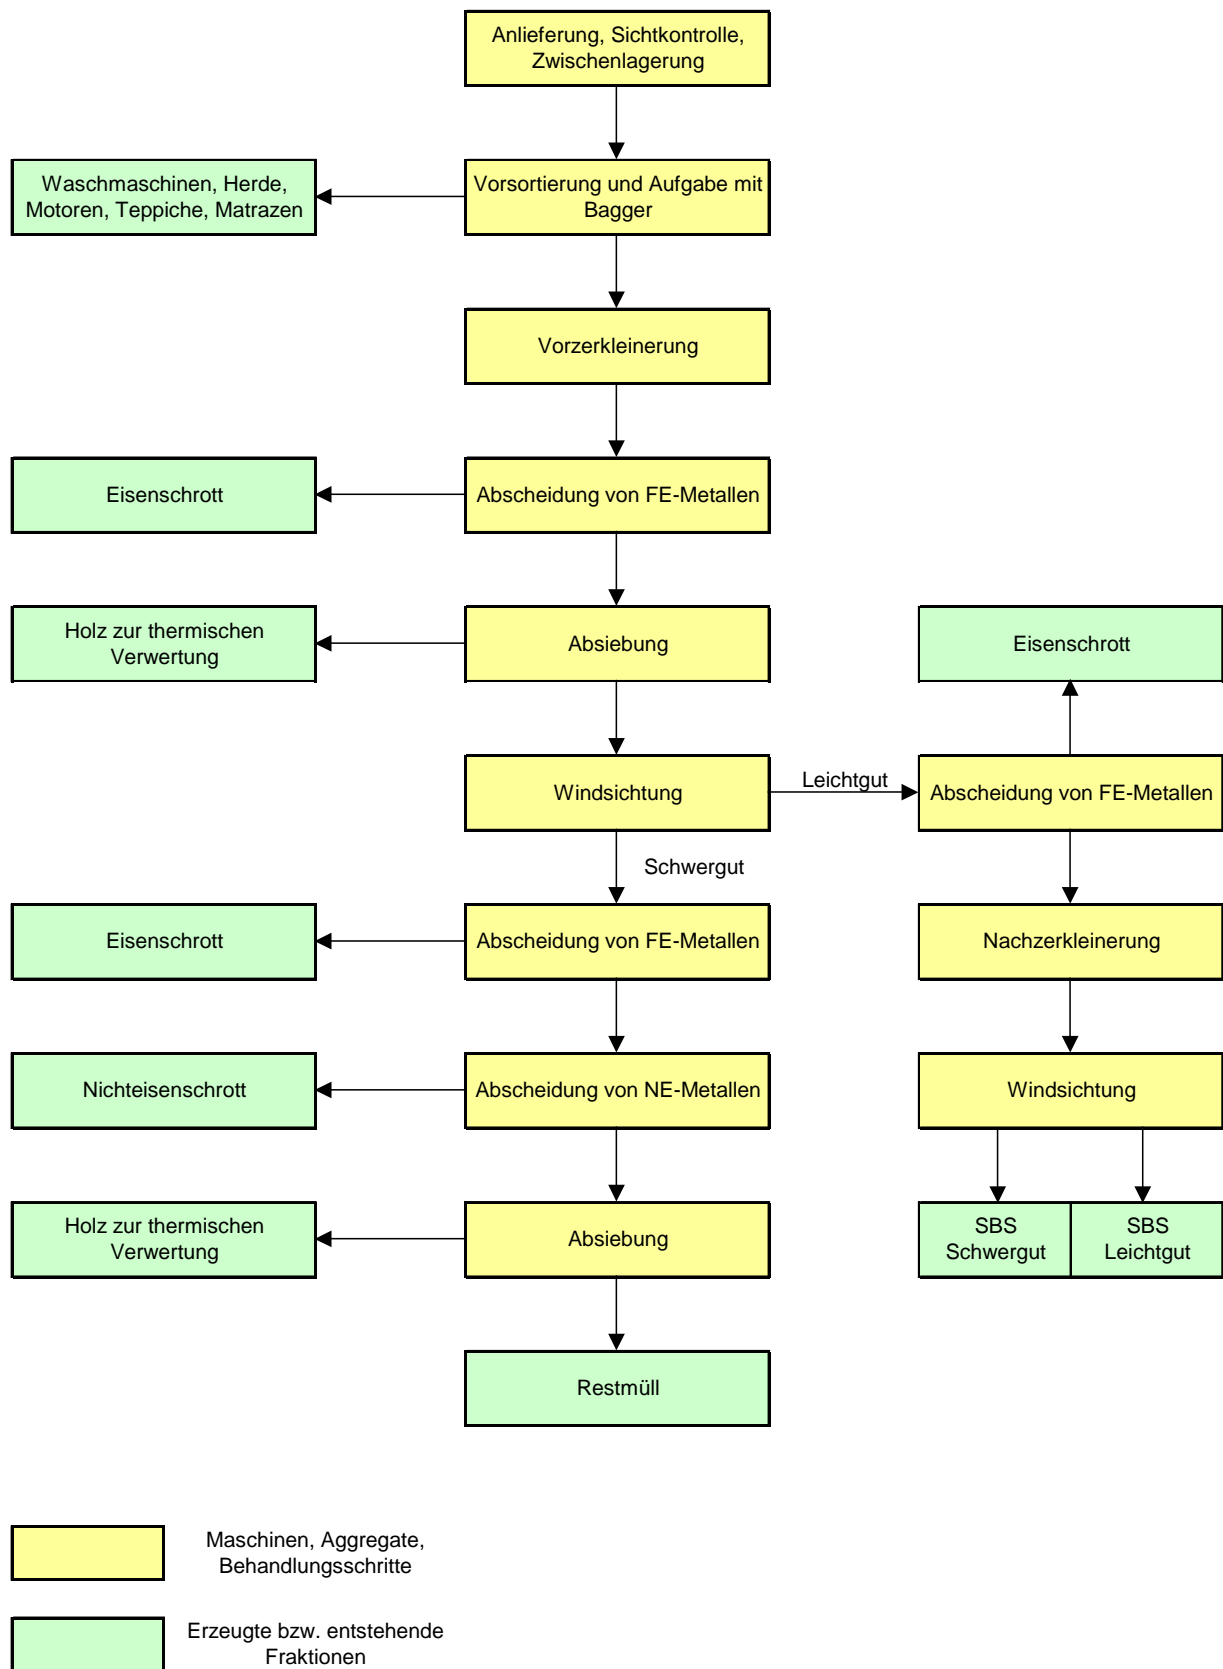 Anlieferung, Sichtkontrolle,
Zwischenlagerung
Waschmaschinen, Herde,
Motoren, Teppiche, Matrazen
Vorsortierung und Aufgabe mit
Bagger
Vorzerkleinerung
Eisenschrott
Abscheidung von FE-Metallen
Holz zur thermischen
Verwertung
Absiebung
Eisenschrott
Windsichtung
Leichtgut
Abscheidung von FE-Metallen
Schwergut
Eisenschrott
Abscheidung von FE-Metallen
Nachzerkleinerung
Nichteisenschrott
Abscheidung von NE-Metallen
Windsichtung
Holz zur thermischen
Verwertung
Absiebung
SBS
Schwergut
SBS
Leichtgut
Restmüll
Maschinen, Aggregate,
Behandlungsschritte
Erzeugte bzw. entstehende
Fraktionen